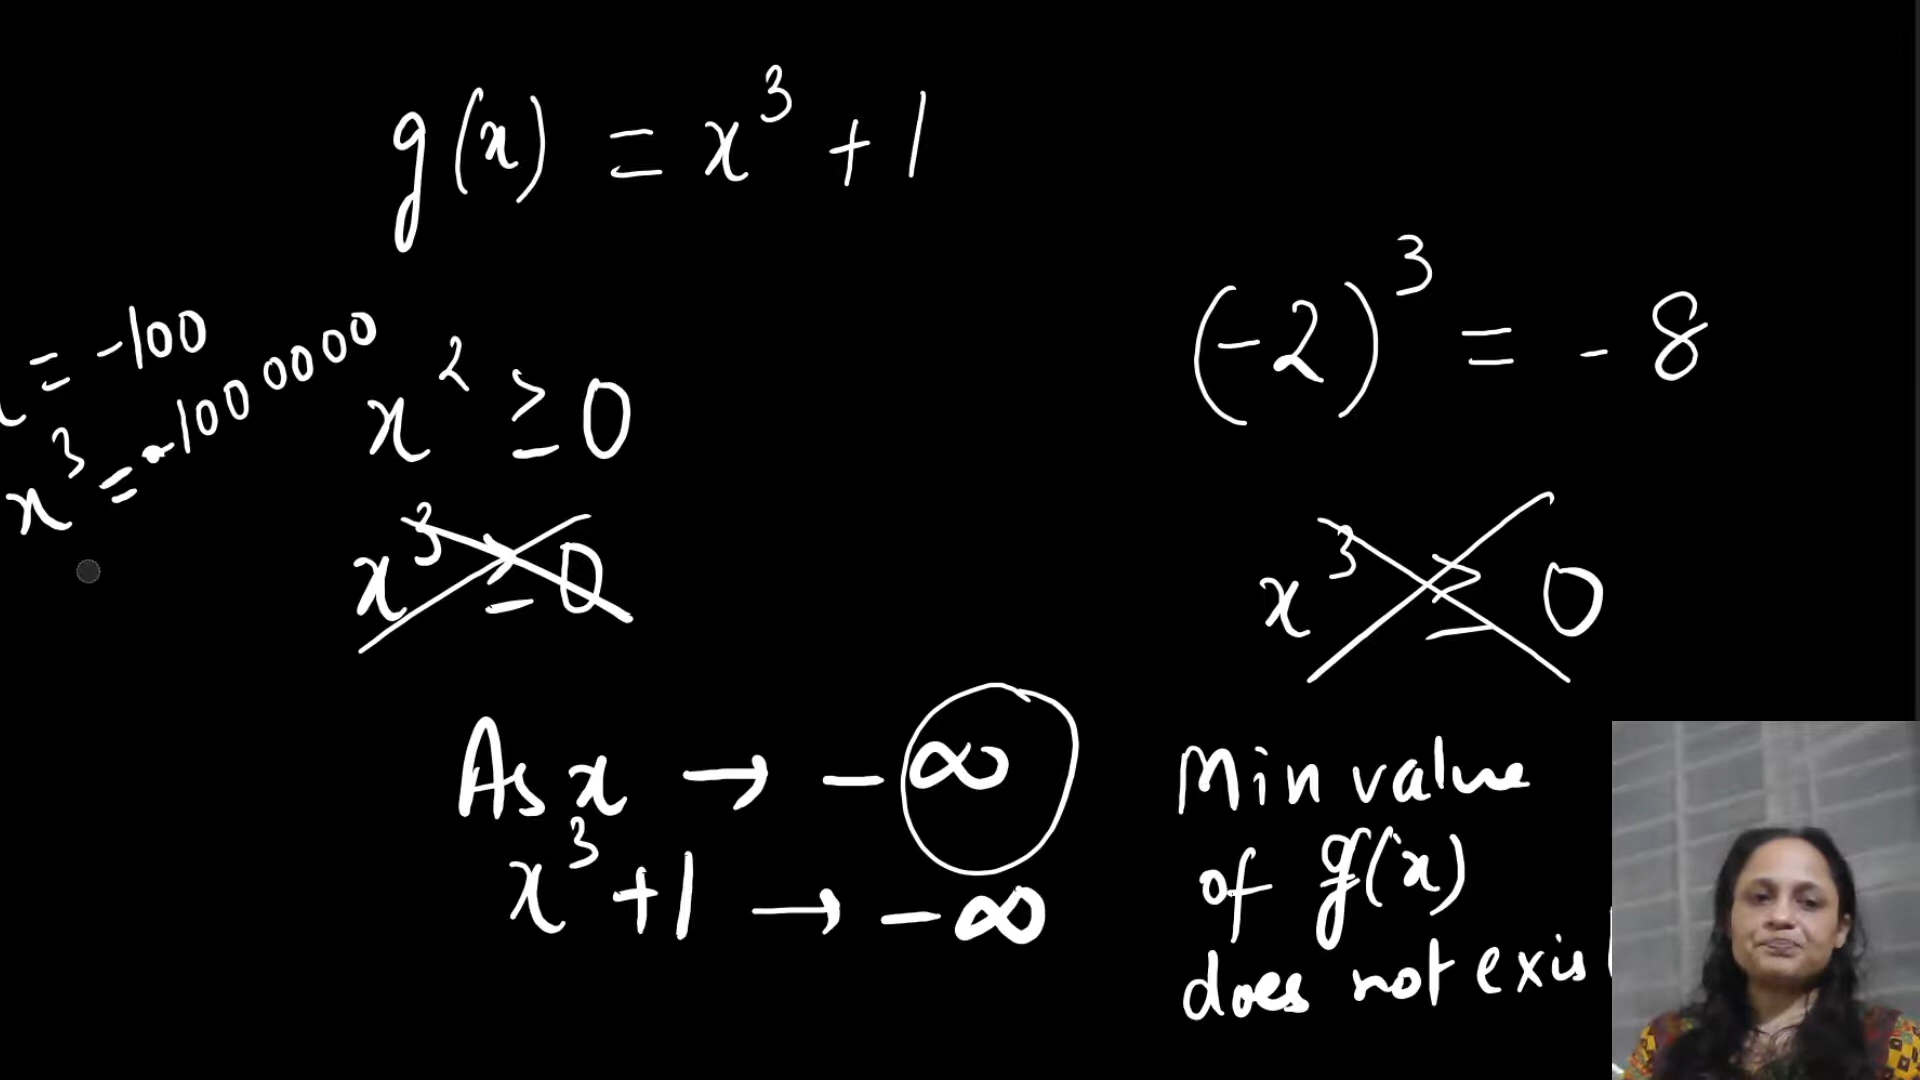 g(x) = x³ + 1
(-2)³ = - 8
= -100
x³ = -1000000
x² ≥ 0
x³ ≥ 0
x³ ≥ 0
As x → - ∞
x³ + 1 → - ∞
Min value
of g(x)
does not exis